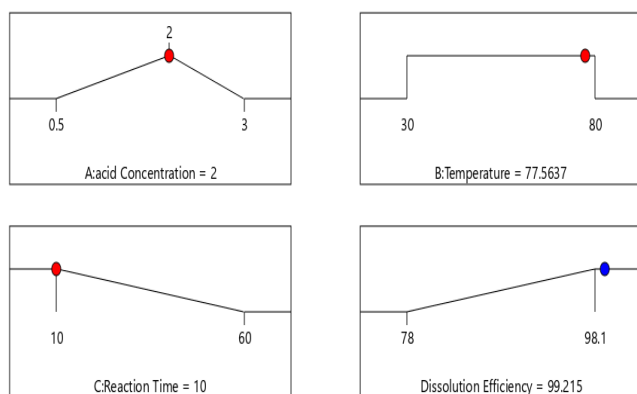 2
0.5 3
A:acid Concentration = 2
30 80
B:Temperature = 77.5637
10 60
C:Reaction Time = 10
78 98.1
Dissolution Efficiency = 99.215